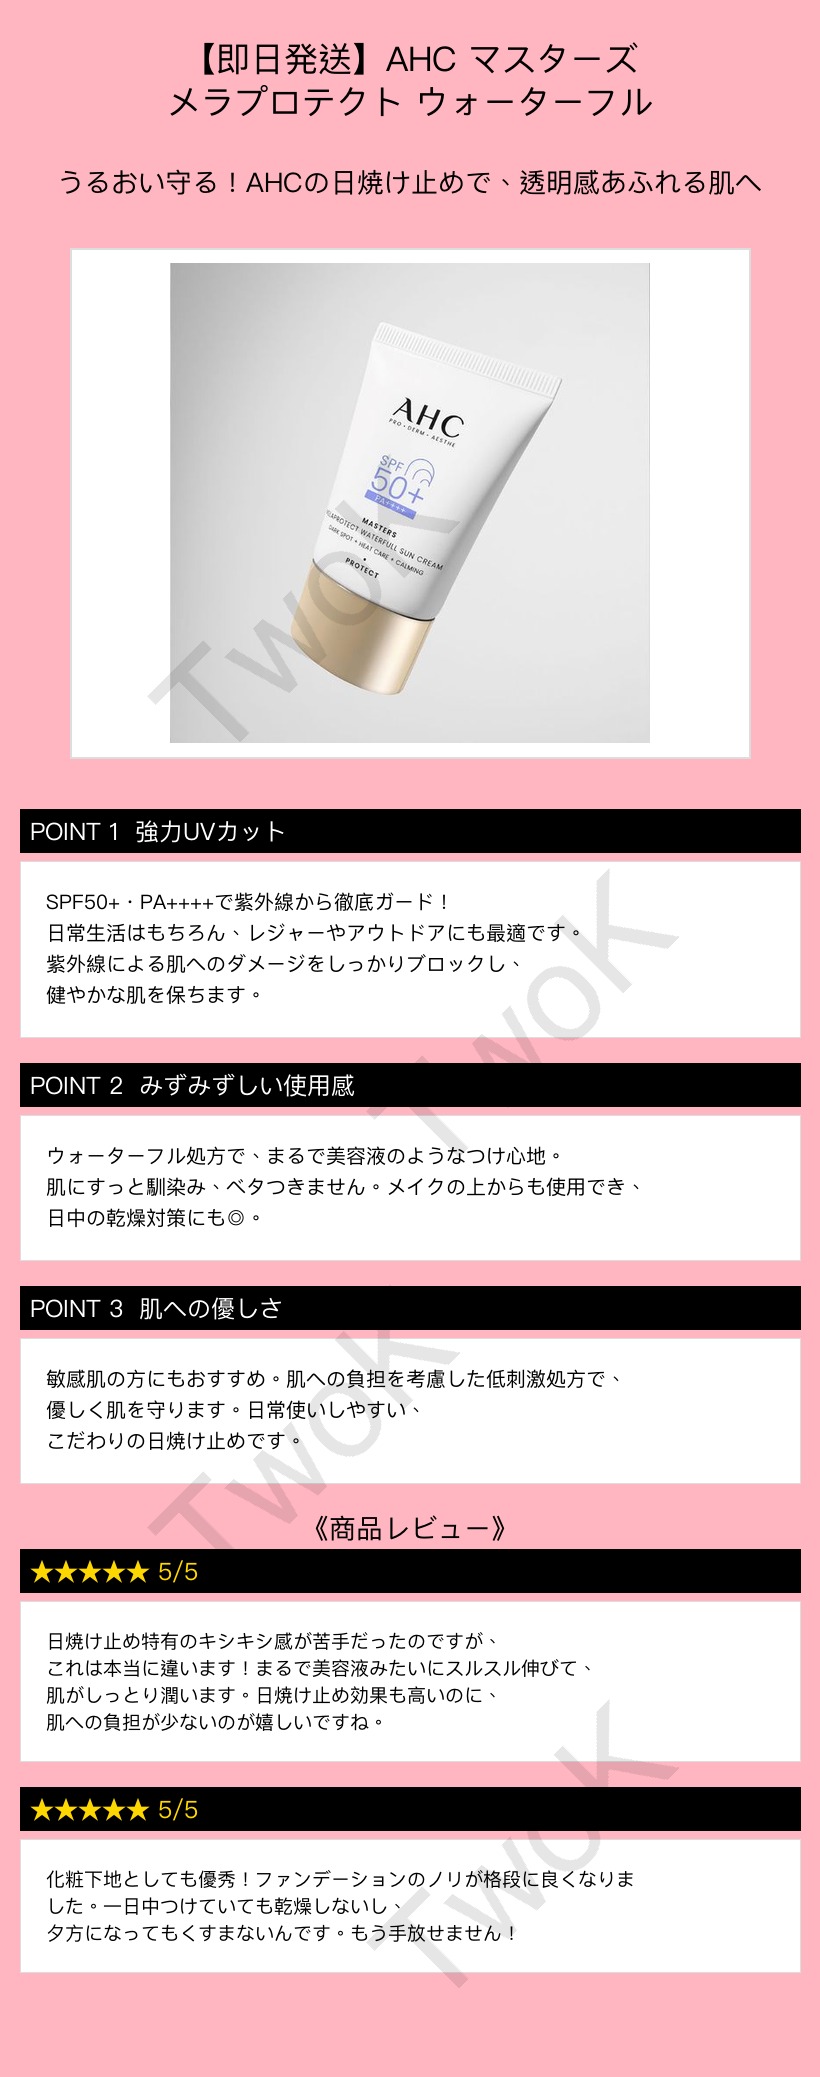 【即日発送】AHC マスターズ
メラプロテクト ウォーターフル
うるおい守る！AHCの日焼け止めで、透明感あふれる肌へ
AHC
PRO・DERM・AESTHE
SPF
50+
PA++++
MASTERS
MELAPROTECT WATERFULL SUN CREAM
DARK SPOT + HEAT CARE + CALMING
PROTECT
TwoK
POINT 1 強力UVカット
SPF50+・PA++++で紫外線から徹底ガード！
日常生活はもちろん、レジャーやアウトドアにも最適です。
紫外線による肌へのダメージをしっかりブロックし、
健やかな肌を保ちます。
TwoK
POINT 2 みずみずしい使用感
ウォーターフル処方で、まるで美容液のようなつけ心地。
肌にすっと馴染み、ベタつきません。メイクの上からも使用でき、
日中の乾燥対策にも◎。
POINT 3 肌への優しさ
敏感肌の方にもおすすめ。肌への負担を考慮した低刺激処方で、
優しく肌を守ります。日常使いしやすい、
こだわりの日焼け止めです。
TwoK
《商品レビュー》
★★★★★ 5/5
日焼け止め特有のキシキシ感が苦手だったのですが、
これは本当に違います！まるで美容液みたいにスルスル伸びて、
肌がしっとり潤います。日焼け止め効果も高いのに、
肌への負担が少ないのが嬉しいですね。
★★★★★ 5/5
化粧下地としても優秀！ファンデーションのノリが格段に良くなりま
した。一日中つけていても乾燥しないし、
夕方になってもくすまないんです。もう手放せません！
TwoK